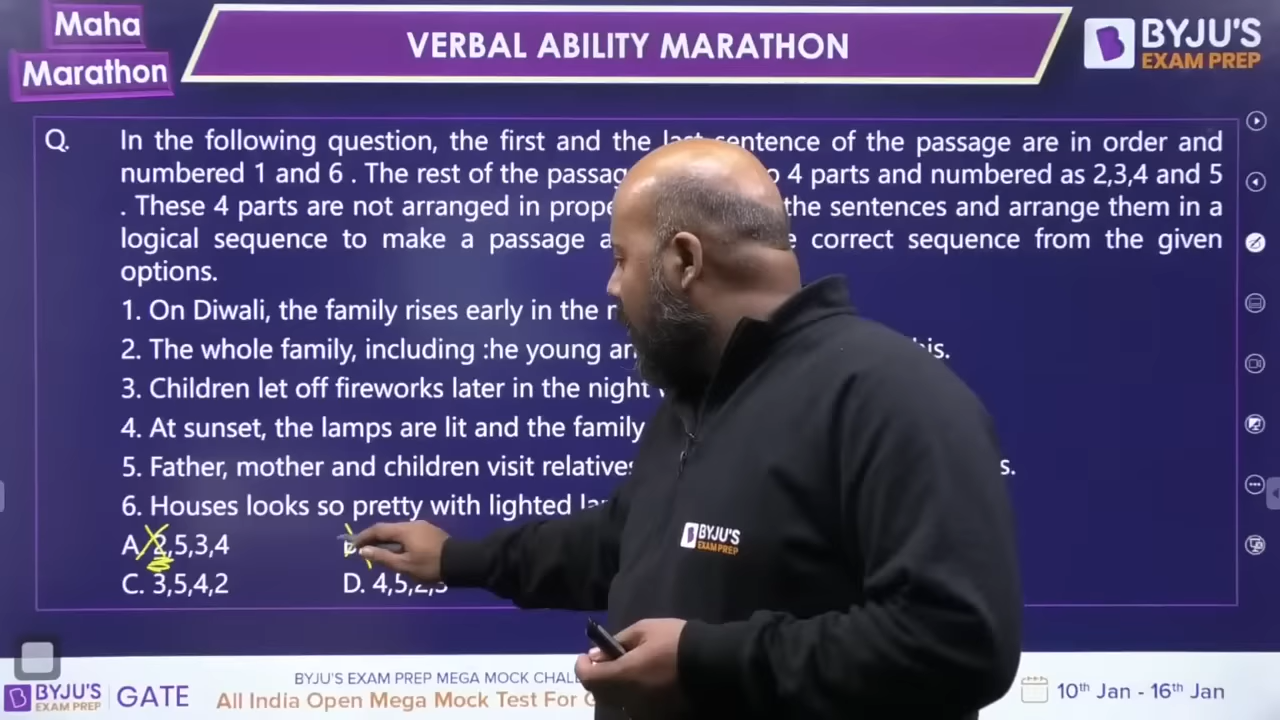 Maha
Marathon
VERBAL ABILITY MARATHON
BYJU'S
EXAM PREP
Q. In the following question, the first and the last sentence of the passage are in order and
numbered 1 and 6 . The rest of the 4 parts and numbered as 2,3,4 and 5
. These 4 parts are not arranged in the sentences and arrange them in a
logical sequence to make a passage correct sequence from the given
options.
1. On Diwali, the family rises early in the
2. The whole family, including :he young
3. Children let off fireworks later in the night
4. At sunset, the lamps are lit and the family
5. Father, mother and children visit
6. Houses looks so pretty with lighted
A. 2,5,3,4
C. 3,5,4,2
D. 4,5,2,3
BYJU'S
EXAM PREP
BYJU'S
EXAM PREP
GATE
BYJU'S EXAM PREP MEGA MOCK
All India Open Mega Mock Test For
10th Jan - 16th Jan